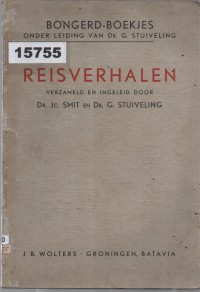 BONGERD-BOEKJES
ONDER LEIDING VAN DR. G. STUIVELING
15755
REISVERHALEN
VERZAMELD EN INGELEID DOOR
DR. JC. SMIT EN DR. G. STUIVELING
J. B. WOLTERS · GRONINGEN, BATAVIA